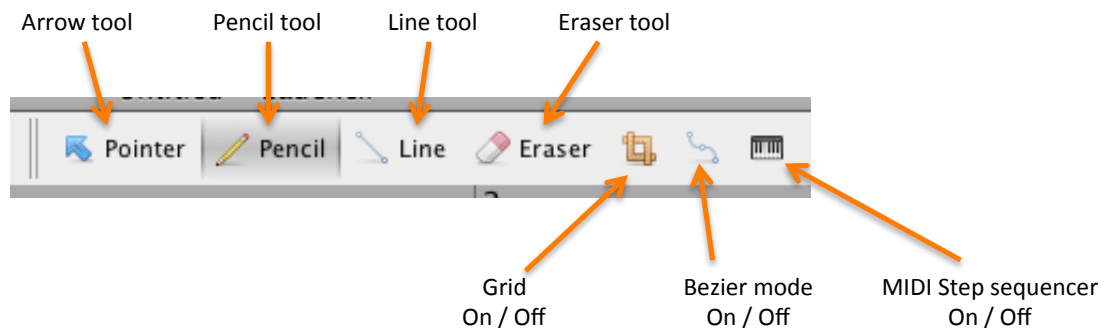 Arrow tool Pencil tool Line tool Eraser tool
Pointer Pencil Line Eraser
Grid Bezier mode MIDI Step sequencer
On / Off On / Off On / Off